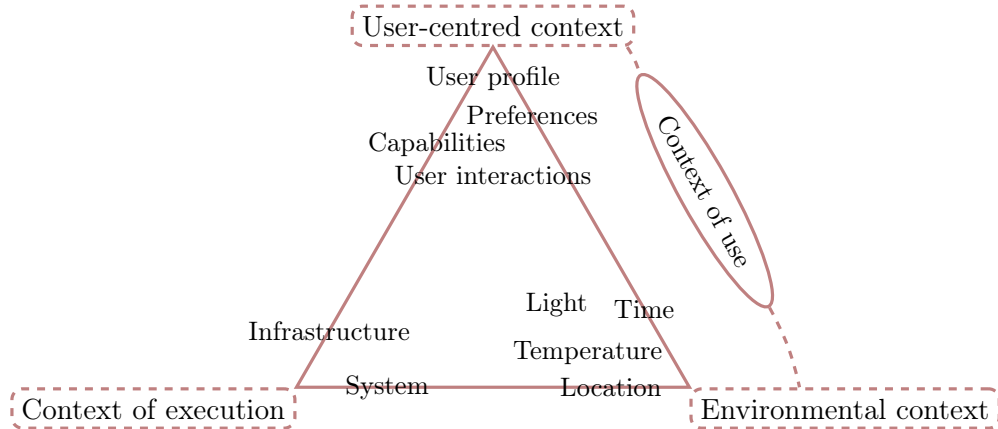 User-centred context
User profile
Preferences
Capabilities
User interactions
Context of use
Light
Time
Infrastructure
Temperature
System
Location
Context of execution
Environmental context